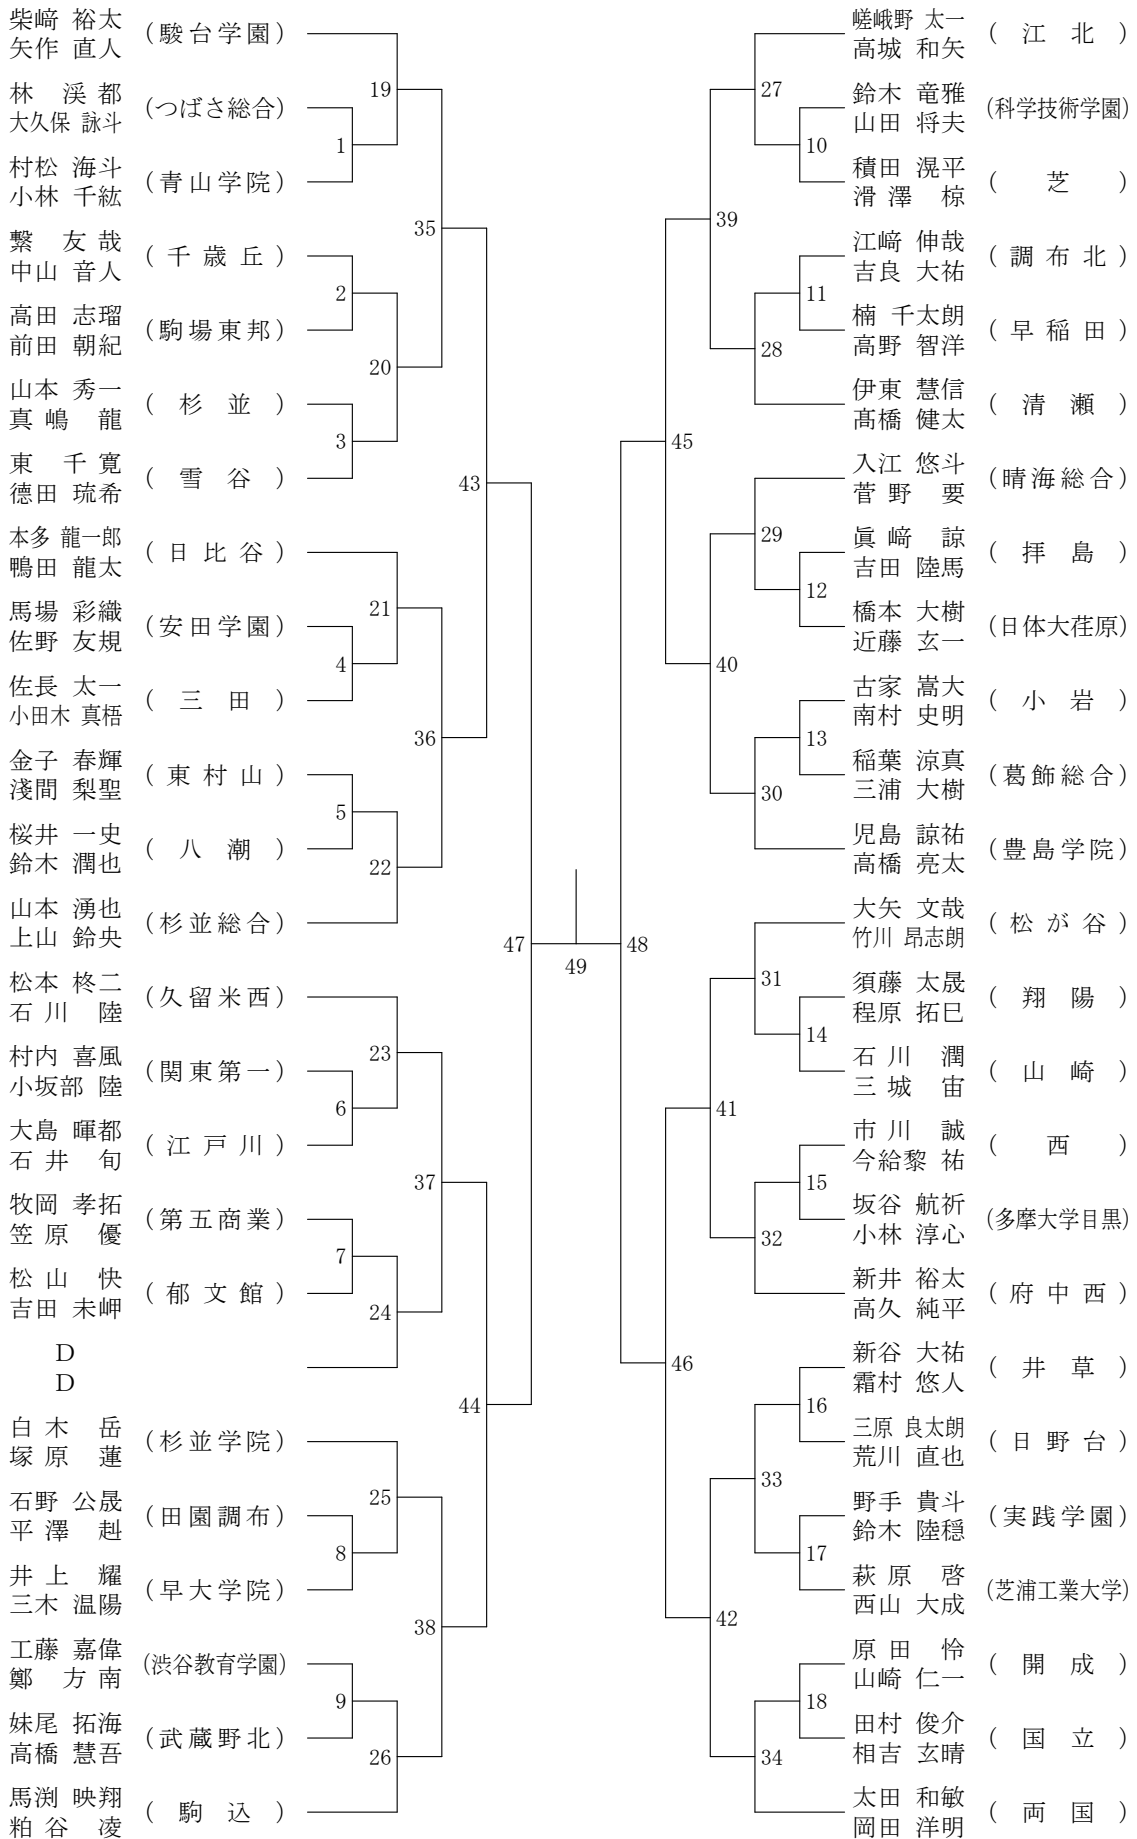 柴﨑 裕太
矢作 直人
(駿台学園)
林 渓都
大久保 詠斗
(つばさ総合)
村松 海斗
小林 千紘
(青山学院)
繋 友哉
中山 音人
(千歳丘)
高田 志瑠
前田 朝紀
(駒場東邦)
山本 秀一
真嶋 龍
(杉並)
東 千寛
德田 琉希
(雪谷)
本多 龍一郎
鴨田 龍太
(日比谷)
馬場 彩織
佐野 友規
(安田学園)
佐長 太一
小田木 真梧
(三田)
金子 春輝
淺間 梨聖
(東村山)
桜井 一史
鈴木 潤也
(八潮)
山本 湧也
上山 鈴央
(杉並総合)
松本 柊二
石川 陸
(久留米西)
村内 喜風
小坂部 陸
(関東第一)
大島 暉都
石井 旬
(江戸川)
牧岡 孝拓
笠原 優
(第五商業)
松山 快
吉田 未岬
(郁文館)
D
D
白木 岳
塚原 蓮
(杉並学院)
石野 公晟
平澤 赳
(田園調布)
井上 耀
三木 温陽
(早大学院)
工藤 嘉偉
鄭 方南
(渋谷教育学園)
妹尾 拓海
高橋 慧吾
(武蔵野北)
馬渕 映翔
粕谷 凌
(駒込)
1
2
3
4
5
6
7
8
9
19
20
21
22
23
24
25
26
35
36
37
38
43
44
47
49
48
45
46
39
40
41
42
27
28
29
30
31
32
33
34
10
11
12
13
14
15
16
17
18
嵯峨野 太一
高城 和矢
(江北)
鈴木 竜雅
山田 将夫
(科学技術学園)
積田 滉平
滑澤 椋
(芝)
江﨑 伸哉
吉良 大祐
(調布北)
楠 千太朗
高野 智洋
(早稲田)
伊東 慧信
髙橋 健太
(清瀬)
入江 悠斗
菅野 要
(晴海総合)
眞﨑 諒
吉田 陸馬
(拝島)
橋本 大樹
近藤 玄一
(日体大荏原)
古家 嵩大
南村 史明
(小岩)
稲葉 涼真
三浦 大樹
(葛飾総合)
児島 諒祐
高橋 亮太
(豊島学院)
大矢 文哉
竹川 昂志朗
(松が谷)
須藤 太晟
程原 拓巳
(翔陽)
石川 潤
三城 宙
(山崎)
市川 誠
今給黎 祐
(西)
坂谷 航祈
小林 淳心
(多摩大学目黒)
新井 裕太
高久 純平
(府中西)
新谷 大祐
霜村 悠人
(井草)
三原 良太朗
荒川 直也
(日野台)
野手 貴斗
鈴木 陸穏
(実践学園)
萩原 啓
西山 大成
(芝浦工業大学)
原田 怜
山崎 仁一
(開成)
田村 俊介
相吉 玄晴
(国立)
太田 和敏
岡田 洋明
(両国)